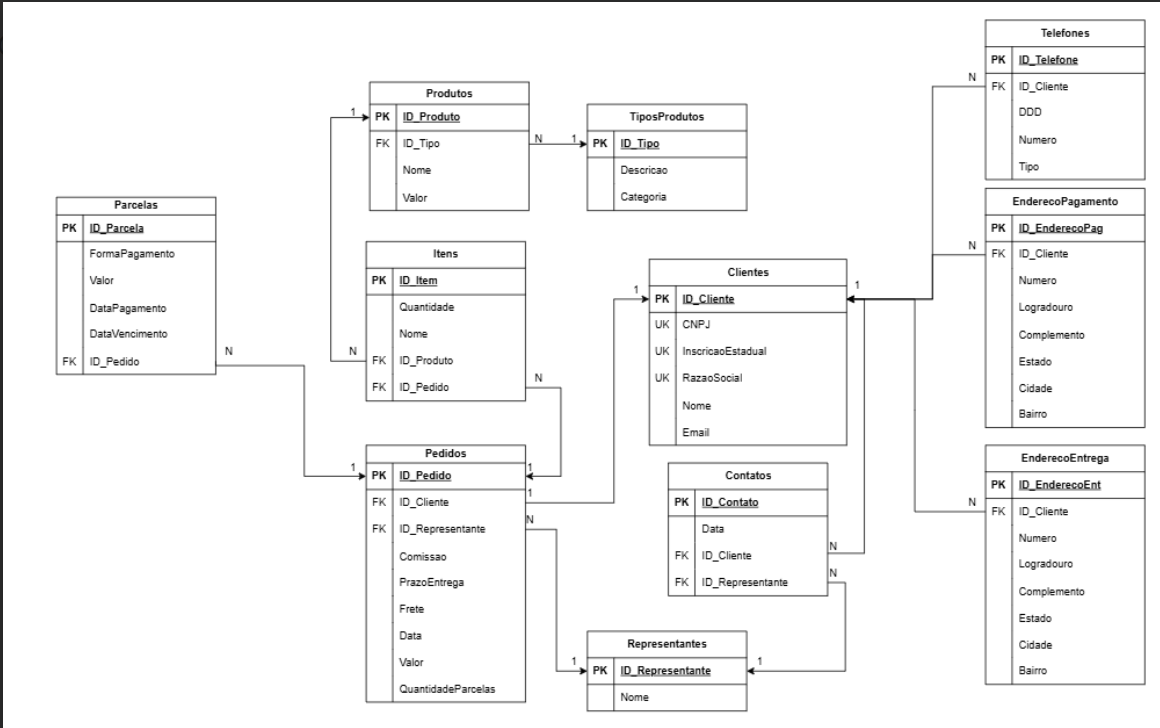 Telefones
PK ID_Telefone
FK ID_Cliente
DDD
Numero
Tipo
N
Produtos
PK ID_Produto
FK ID_Tipo
Nome
Valor
1
N
1
TiposProdutos
PK ID_Tipo
Descricao
Categoria
EnderecoPagamento
PK ID_EnderecoPag
FK ID_Cliente
Numero
Logradouro
Complemento
Estado
Cidade
Bairro
N
Parcelas
PK ID_Parcela
FormaPagamento
Valor
DataPagamento
DataVencimento
FK ID_Pedido
N
1
Itens
PK ID_Item
Quantidade
Nome
FK ID_Produto
FK ID_Pedido
N
N
1
Clientes
PK ID_Cliente
UK CNPJ
UK InscricaoEstadual
UK RazaoSocial
Nome
Email
1
1
Pedidos
PK ID_Pedido
FK ID_Cliente
FK ID_Representante
Comissao
PrazoEntrega
Frete
Data
Valor
QuantidadeParcelas
1
N
1
Contatos
PK ID_Contato
Data
FK ID_Cliente
FK ID_Representante
N
N
1
EnderecoEntrega
PK ID_EnderecoEnt
FK ID_Cliente
Numero
Logradouro
Complemento
Estado
Cidade
Bairro
N
Representantes
PK ID_Representante
Nome